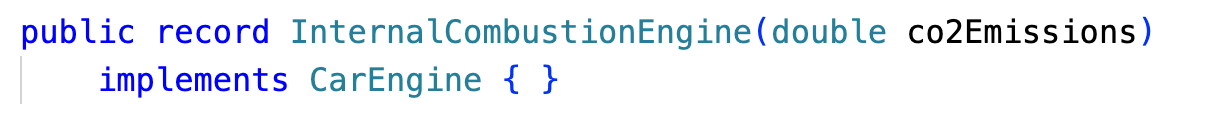 public record InternalCombustionEngine(double co2Emissions)
    implements CarEngine { }